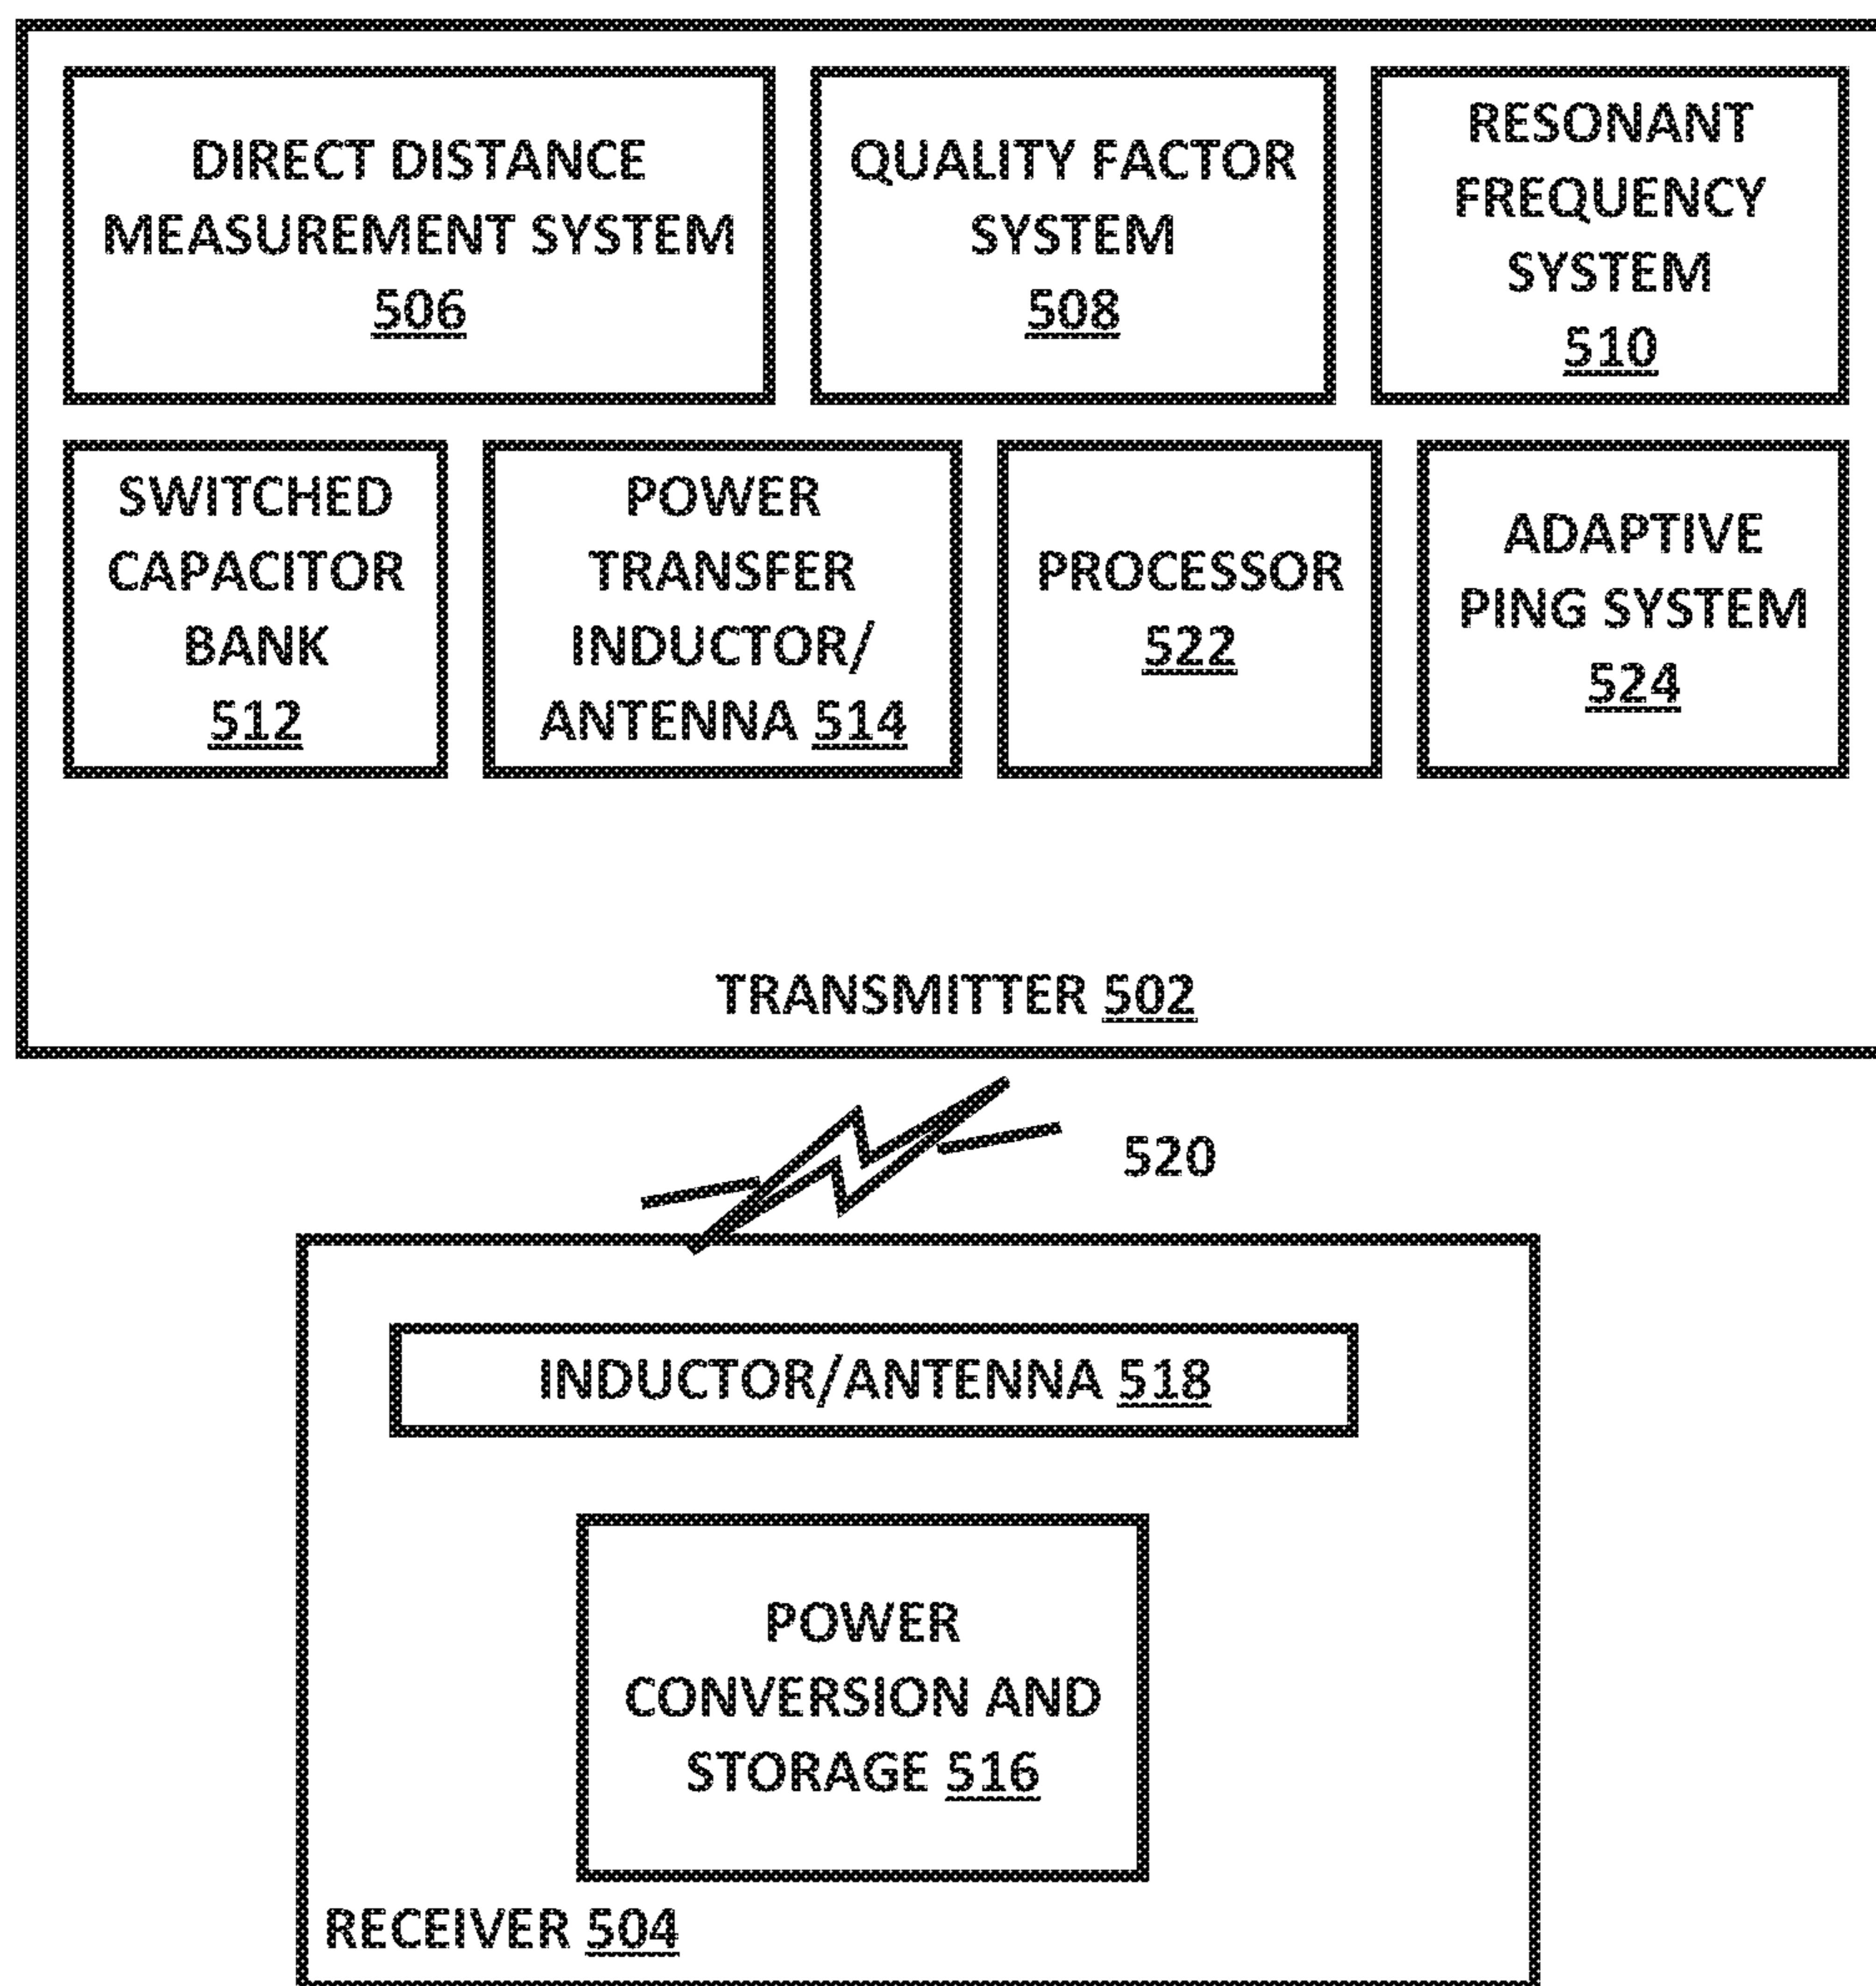 DIRECT DISTANCE
MEASUREMENT SYSTEM
506
QUALITY FACTOR
SYSTEM
508
RESONANT
FREQUENCY
SYSTEM
510
SWITCHED
CAPACITOR
BANK
512
POWER
TRANSFER
INDUCTOR/
ANTENNA 514
PROCESSOR
522
ADAPTIVE
PING SYSTEM
524
TRANSMITTER 502
520
INDUCTOR/ANTENNA 518
POWER
CONVERSION AND
STORAGE 516
RECEIVER 504